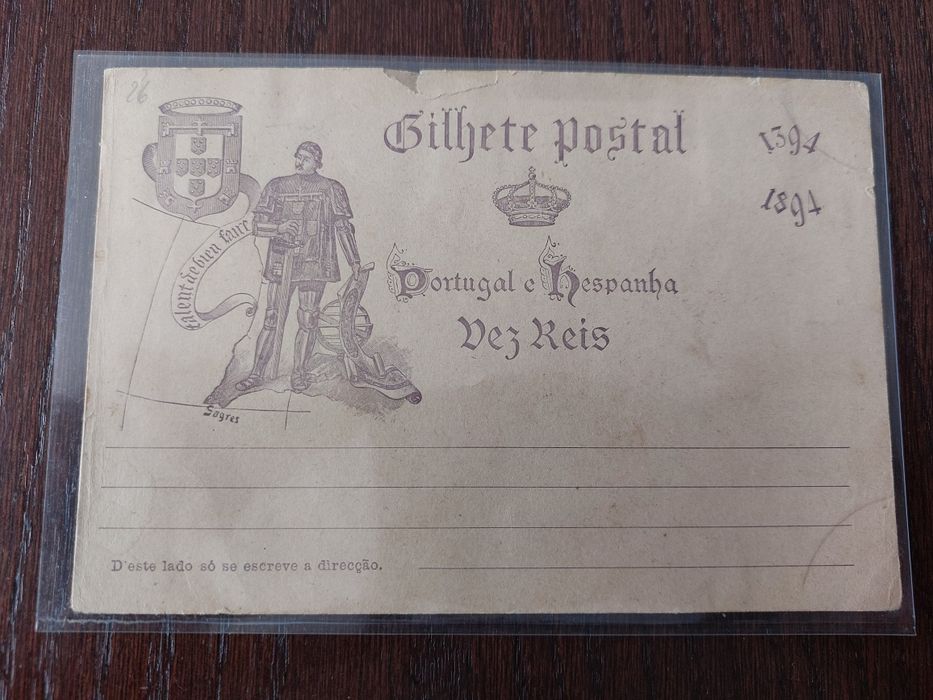 26
Bilhete Postal
1394
1894
talent de bien faire
Portugal e Hespanha
Dez Reis
Sagres
D'este lado só se escreve a direcção.